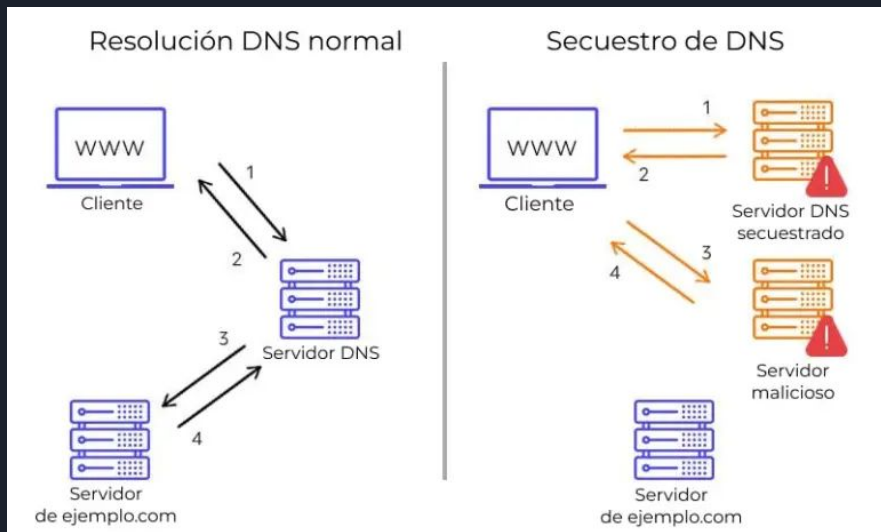 Resolución DNS normal
www
Cliente
1
2
Servidor DNS
3
4
Servidor
de ejemplo.com
Secuestro de DNS
www
Cliente
1
2
Servidor DNS
secuestrado
3
4
Servidor
malicioso
Servidor
de ejemplo.com